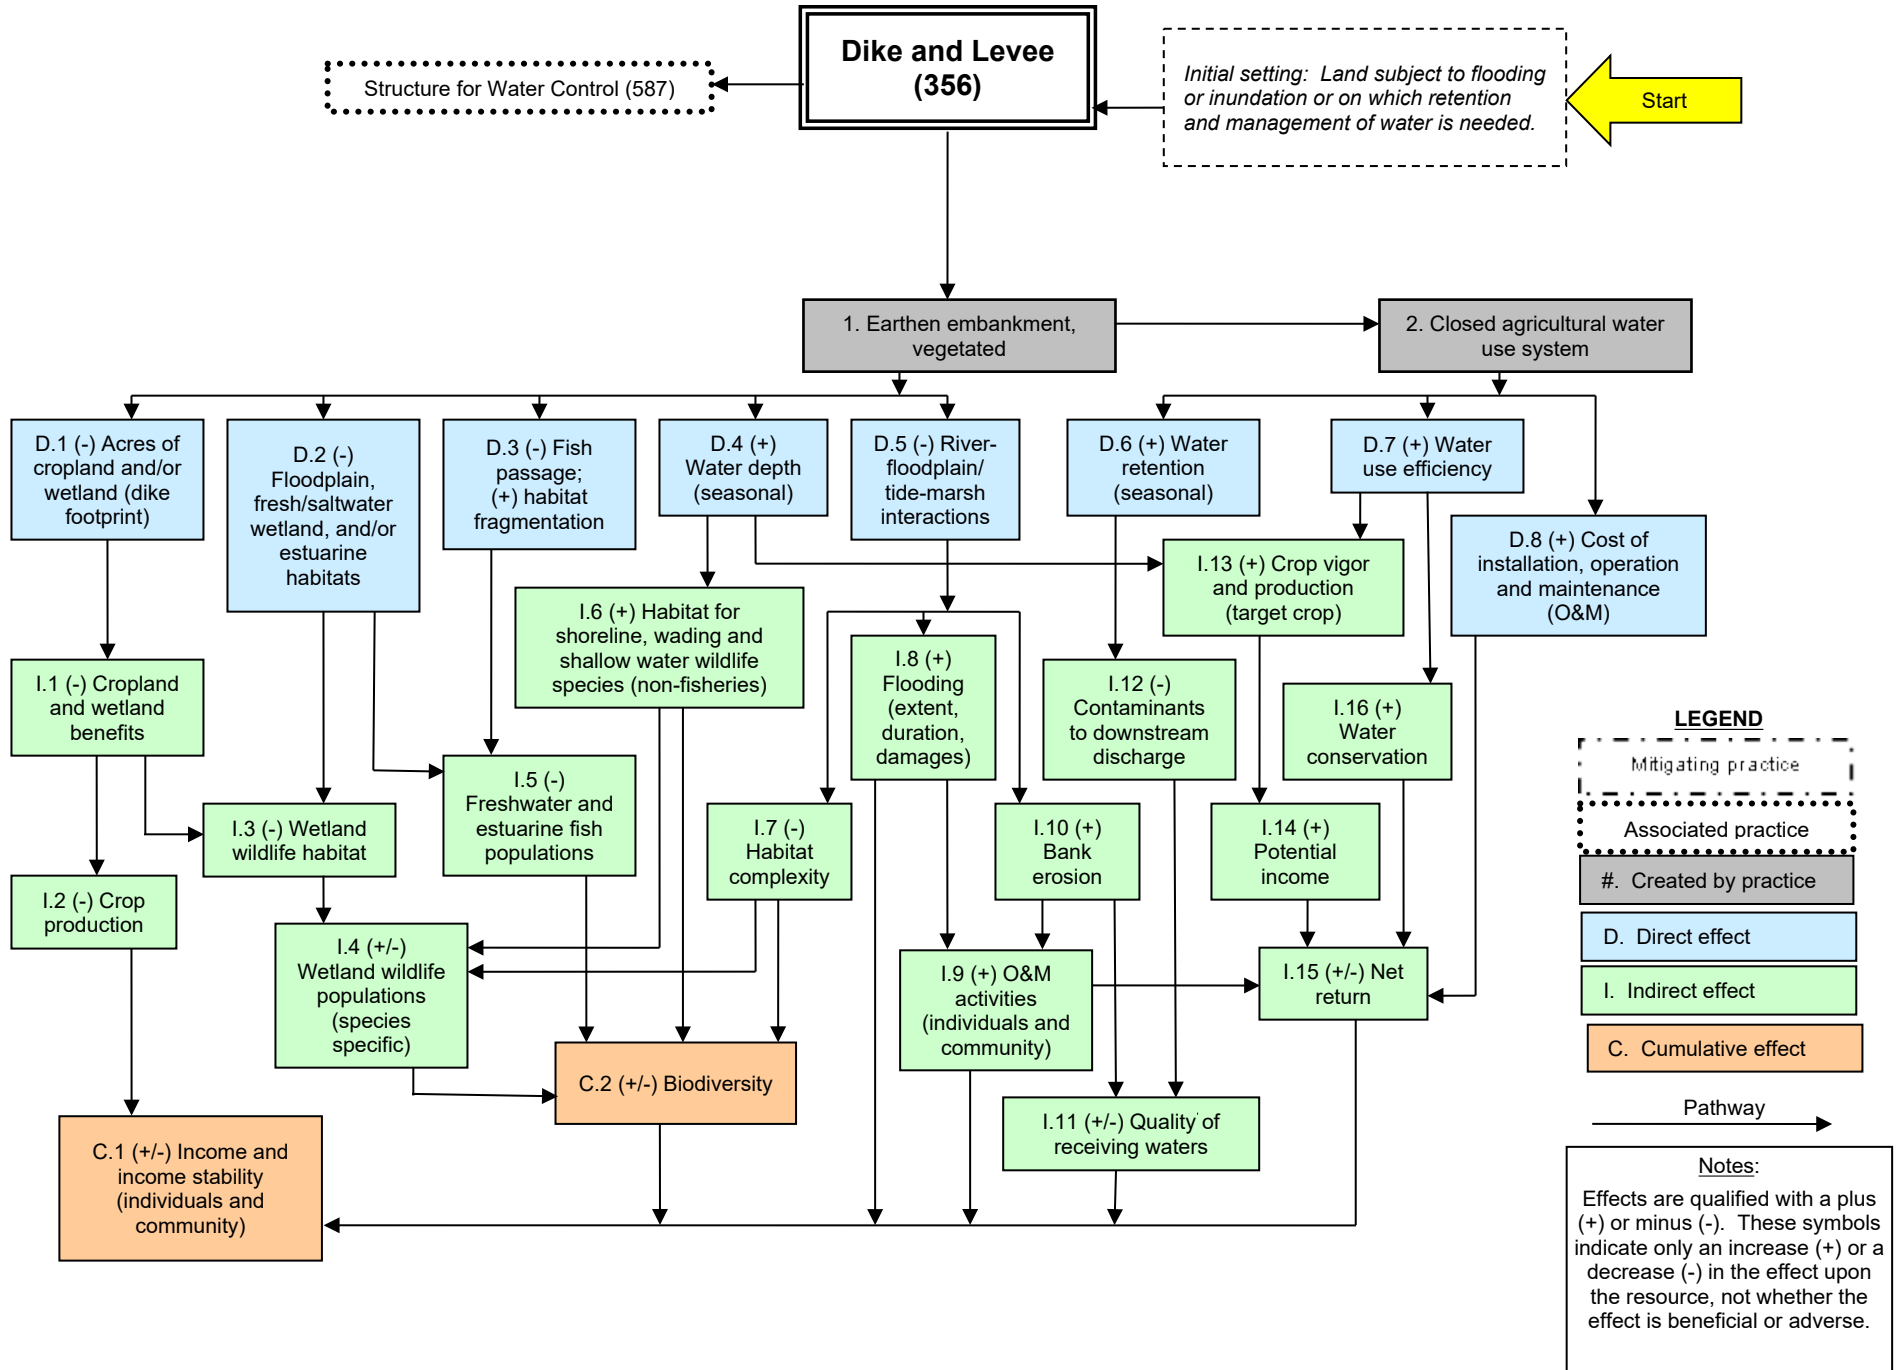 Dike and Levee
(356)
Structure for Water Control (587)
Initial setting:  Land subject to flooding
or inundation or on which retention
and management of water is needed.
Start
1. Earthen embankment,
vegetated
2. Closed agricultural water
use system
D.1 (-) Acres of
cropland and/or
wetland (dike
footprint)
D.2 (-)
Floodplain,
fresh/saltwater
wetland, and/or
estuarine
habitats
D.3 (-) Fish
passage;
(+) habitat
fragmentation
D.4 (+)
Water depth
(seasonal)
D.5 (-) River-
floodplain/
tide-marsh
interactions
D.6 (+) Water
retention
(seasonal)
D.7 (+) Water
use efficiency
D.8 (+) Cost of
installation, operation
and maintenance
(O&M)
I.13 (+) Crop vigor
and production
(target crop)
I.6 (+) Habitat for
shoreline, wading and
shallow water wildlife
species (non-fisheries)
I.8 (+)
Flooding
(extent,
duration,
damages)
I.1 (-) Cropland
and wetland
benefits
I.12 (-)
Contaminants
to downstream
discharge
I.16 (+)
Water
conservation
I.5 (-)
Freshwater and
estuarine fish
populations
I.3 (-) Wetland
wildlife habitat
I.7 (-)
Habitat
complexity
I.10 (+)
Bank
erosion
I.14 (+)
Potential
income
I.2 (-) Crop
production
I.4 (+/-)
Wetland wildlife
populations
(species
specific)
I.9 (+) O&M
activities
(individuals and
community)
I.15 (+/-) Net
return
C.2 (+/-) Biodiversity
I.11 (+/-) Quality of
receiving waters
C.1 (+/-) Income and
income stability
(individuals and
community)
LEGEND
Mitigating practice
Associated practice
#.  Created by practice
D.  Direct effect
I.  Indirect effect
C.  Cumulative effect
Pathway
Notes:
Effects are qualified with a plus
(+) or minus (-).  These symbols
indicate only an increase (+) or a
decrease (-) in the effect upon
the resource, not whether the
effect is beneficial or adverse.